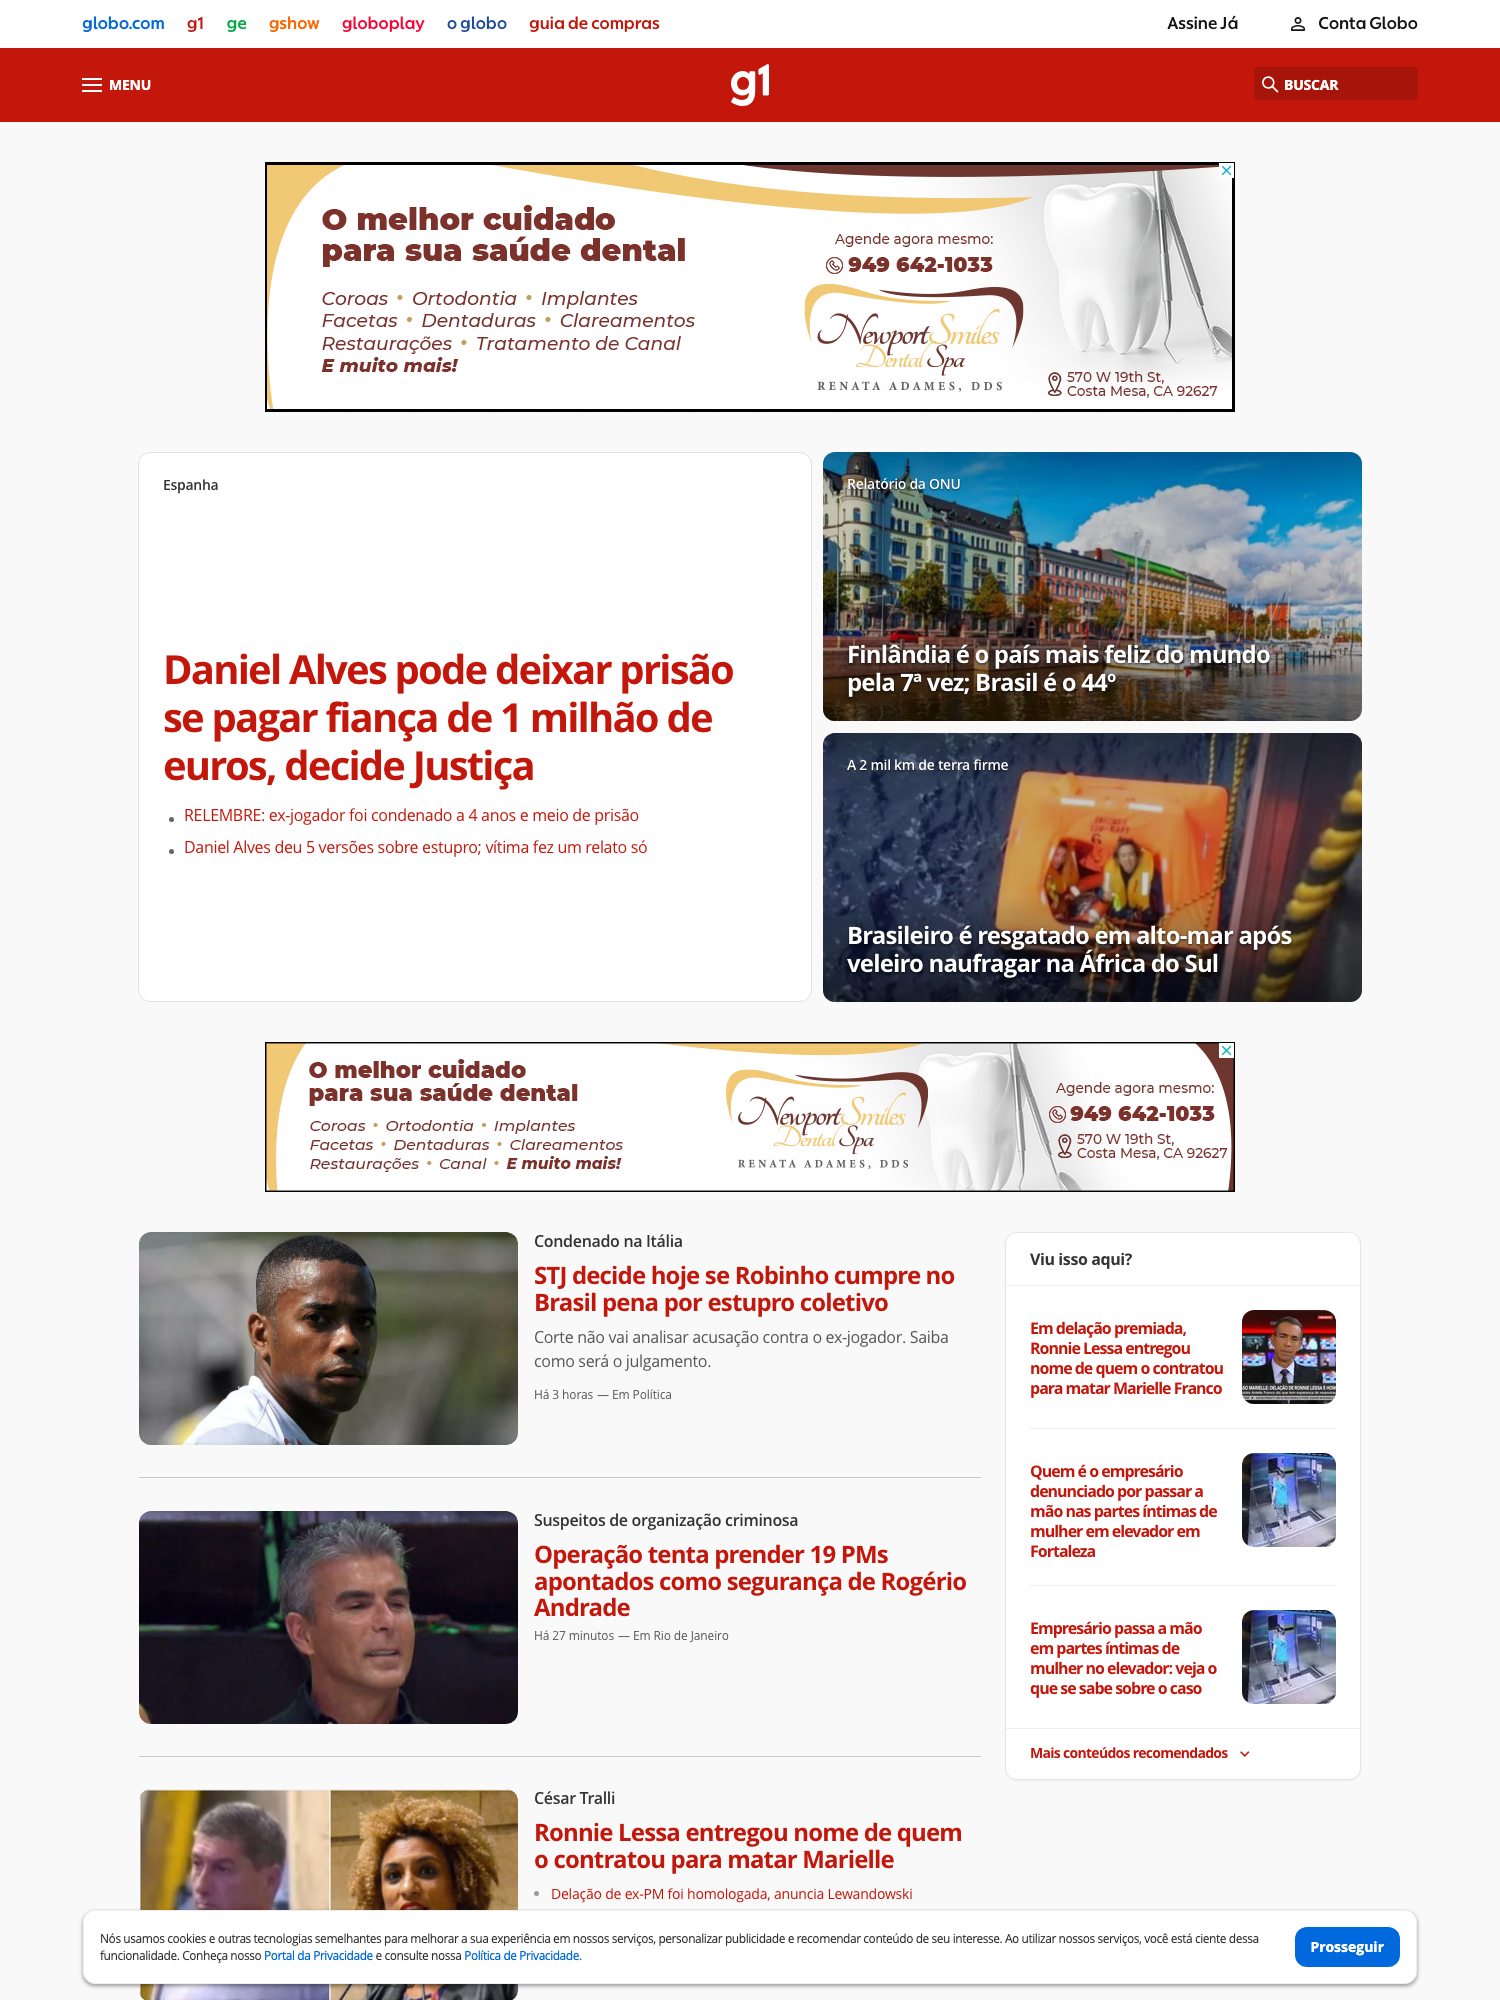 globo.com g1 ge gshow globoplay o globo guia de compras Assine Já Conta Globo
MENU g1 BUSCAR
O melhor cuidado
para sua saúde dental
Coroas • Ortodontia • Implantes
Facetas • Dentaduras • Clareamentos
Restaurações • Tratamento de Canal
E muito mais!
Agende agora mesmo:
949 642-1033
Newport Smiles
Dental Spa
RENATA ADAMES, DDS
570 W 19th St,
Costa Mesa, CA 92627
Espanha
Daniel Alves pode deixar prisão
se pagar fiança de 1 milhão de
euros, decide Justiça
• RELEMBRE: ex-jogador foi condenado a 4 anos e meio de prisão
• Daniel Alves deu 5 versões sobre estupro; vítima fez um relato só
Relatório da ONU
Finlândia é o país mais feliz do mundo
pela 7ª vez; Brasil é o 44º
A 2 mil km de terra firme
Brasileiro é resgatado em alto-mar após
veleiro naufragar na África do Sul
O melhor cuidado
para sua saúde dental
Coroas • Ortodontia • Implantes
Facetas • Dentaduras • Clareamentos
Restaurações • Canal • E muito mais!
Newport Smiles
Dental Spa
RENATA ADAMES, DDS
Agende agora mesmo:
949 642-1033
570 W 19th St,
Costa Mesa, CA 92627
Condenado na Itália
STJ decide hoje se Robinho cumpre no
Brasil pena por estupro coletivo
Corte não vai analisar acusação contra o ex-jogador. Saiba
como será o julgamento.
Há 3 horas — Em Política
Suspeitos de organização criminosa
Operação tenta prender 19 PMs
apontados como segurança de Rogério
Andrade
Há 27 minutos — Em Rio de Janeiro
César Tralli
Ronnie Lessa entregou nome de quem
o contratou para matar Marielle
• Delação de ex-PM foi homologada, anuncia Lewandowski
Viu isso aqui?
Em delação premiada,
Ronnie Lessa entregou
nome de quem o contratou
para matar Marielle Franco
Quem é o empresário
denunciado por passar a
mão nas partes íntimas de
mulher em elevador em
Fortaleza
Empresário passa a mão
em partes íntimas de
mulher no elevador: veja o
que se sabe sobre o caso
Mais conteúdos recomendados
Nós usamos cookies e outras tecnologias semelhantes para melhorar a sua experiência em nossos serviços, personalizar publicidade e recomendar conteúdo de seu interesse. Ao utilizar nossos serviços, você está ciente dessa
funcionalidade. Conheça nosso Portal da Privacidade e consulte nossa Política de Privacidade.
Prosseguir